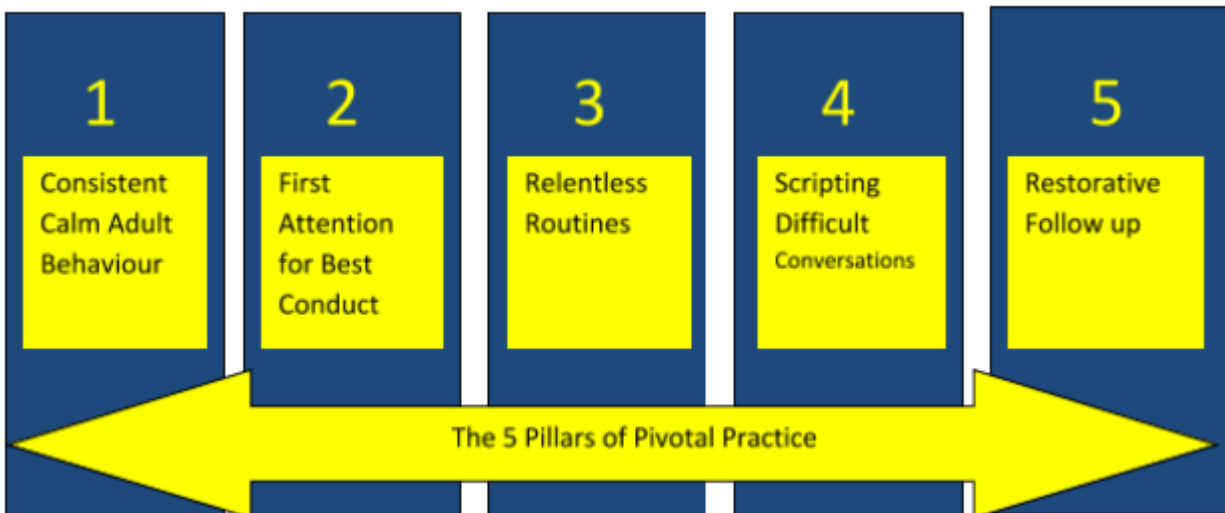 1
Consistent
Calm Adult
Behaviour
2
First
Attention
for Best
Conduct
3
Relentless
Routines
4
Scripting
Difficult
Conversations
5
Restorative
Follow up
The 5 Pillars of Pivotal Practice